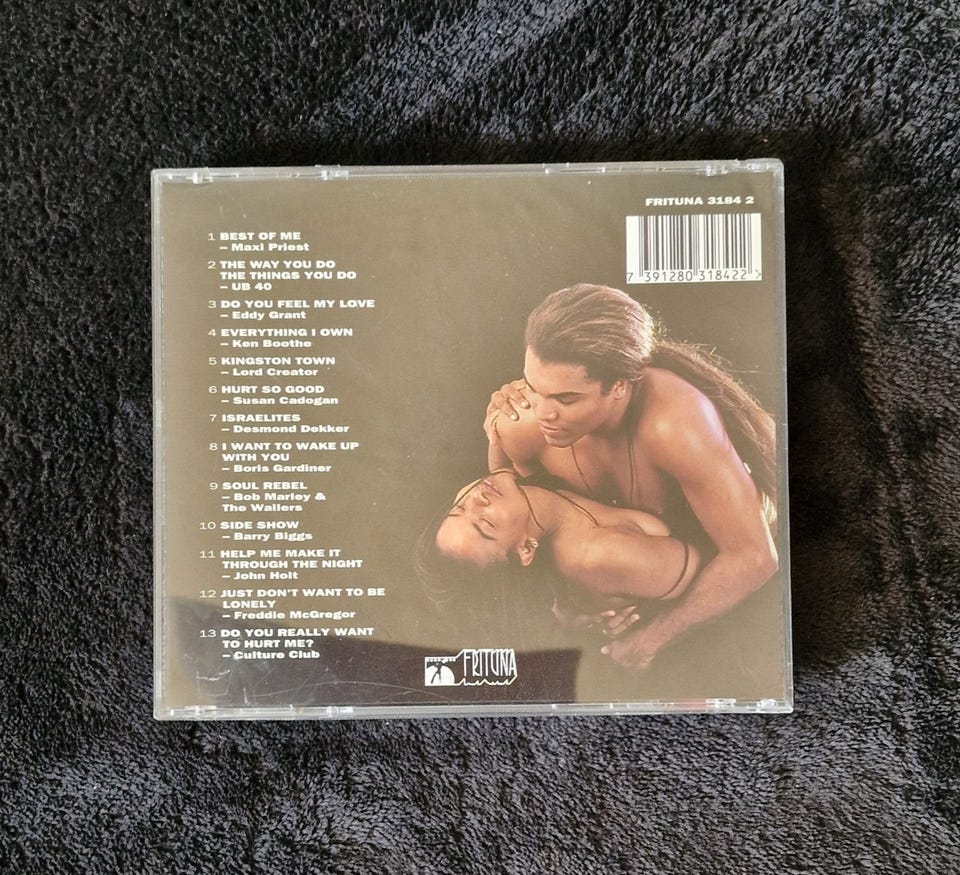 FRITUNA 3184 2
7 391280 318422 >
1 BEST OF ME
– Maxi Priest
2 THE WAY YOU DO
THE THINGS YOU DO
– UB 40
3 DO YOU FEEL MY LOVE
– Eddy Grant
4 EVERYTHING I OWN
– Ken Boothe
5 KINGSTON TOWN
– Lord Creator
6 HURT SO GOOD
– Susan Cadogan
7 ISRAELITES
– Desmond Dekker
8 I WANT TO WAKE UP
WITH YOU
– Boris Gardiner
9 SOUL REBEL
– Bob Marley &
The Wailers
10 SIDE SHOW
– Barry Biggs
11 HELP ME MAKE IT
THROUGH THE NIGHT
– John Holt
12 JUST DON'T WANT TO BE
LONELY
– Freddie McGregor
13 DO YOU REALLY WANT
TO HURT ME?
– Culture Club
FRITUNA